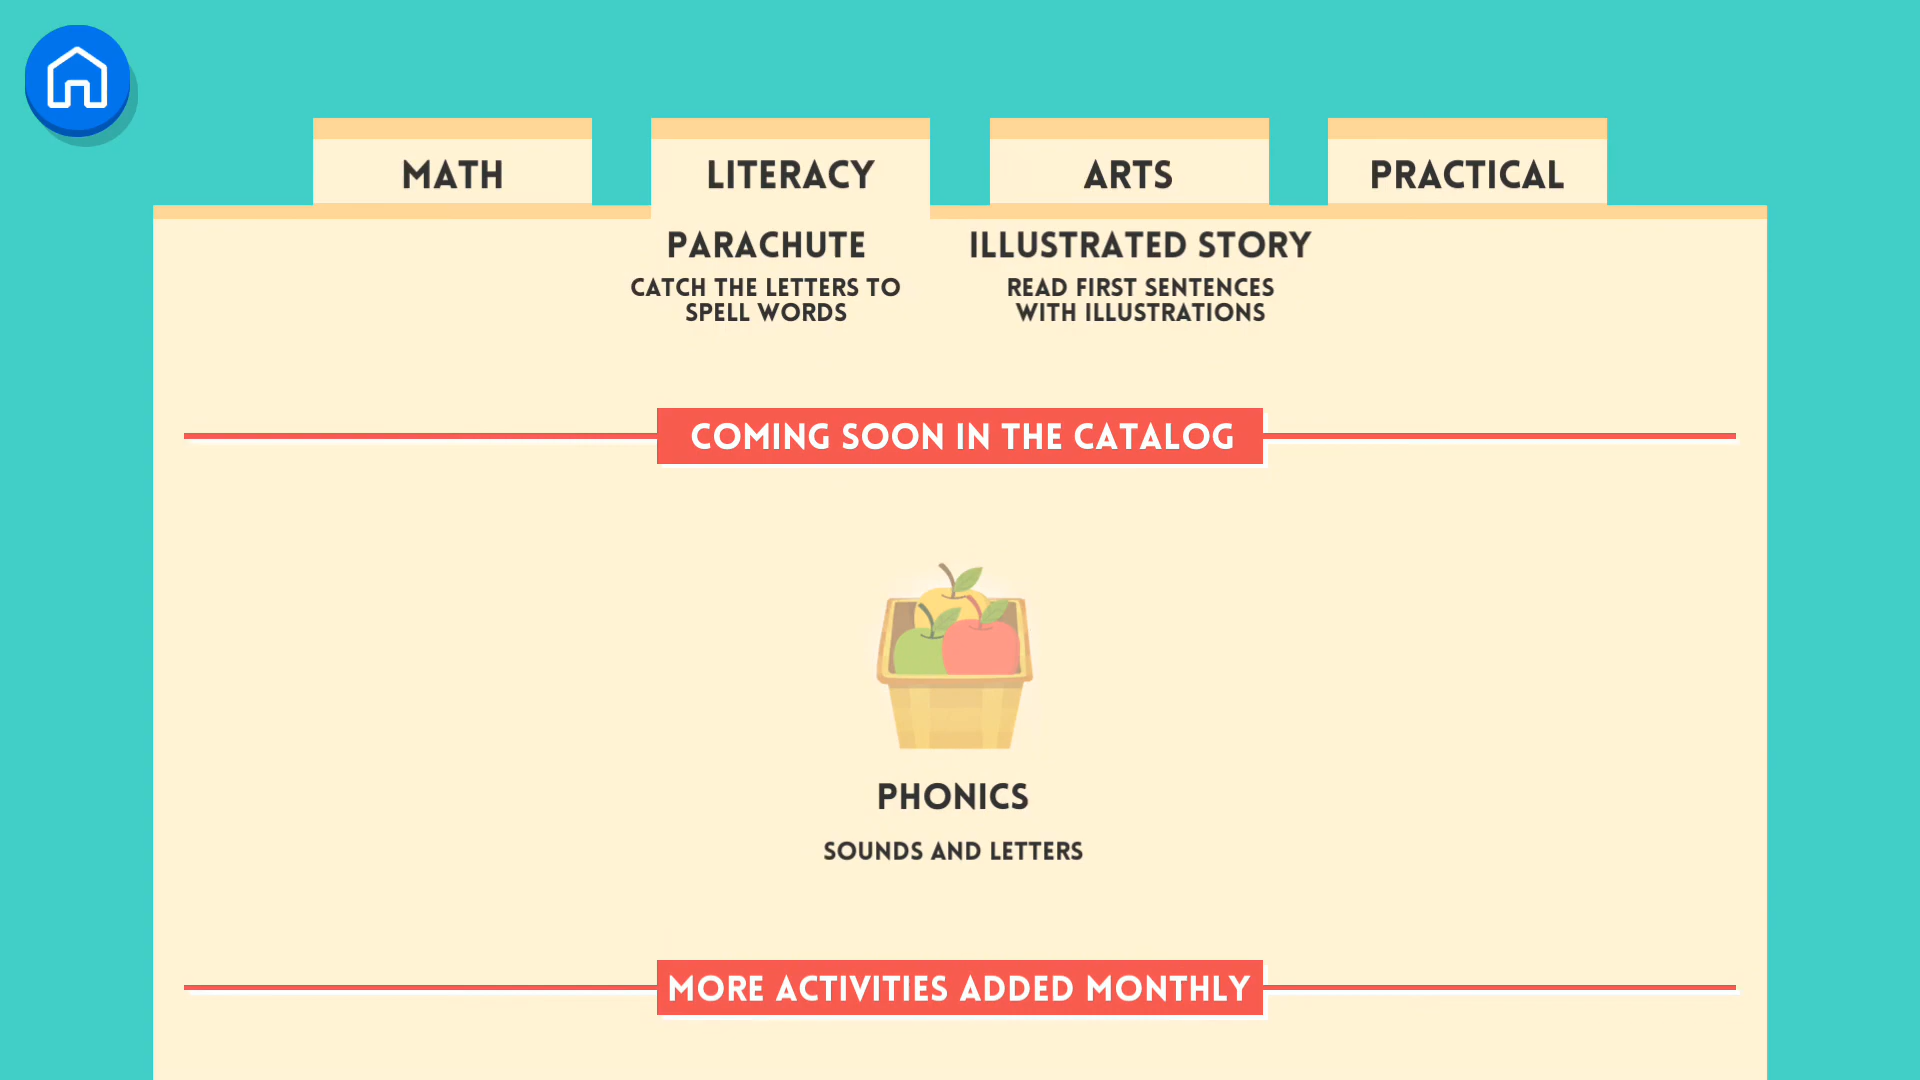 MATH
LITERACY
ARTS
PRACTICAL
PARACHUTE
CATCH THE LETTERS TO
SPELL WORDS
ILLUSTRATED STORY
READ FIRST SENTENCES
WITH ILLUSTRATIONS
COMING SOON IN THE CATALOG
PHONICS
SOUNDS AND LETTERS
MORE ACTIVITIES ADDED MONTHLY